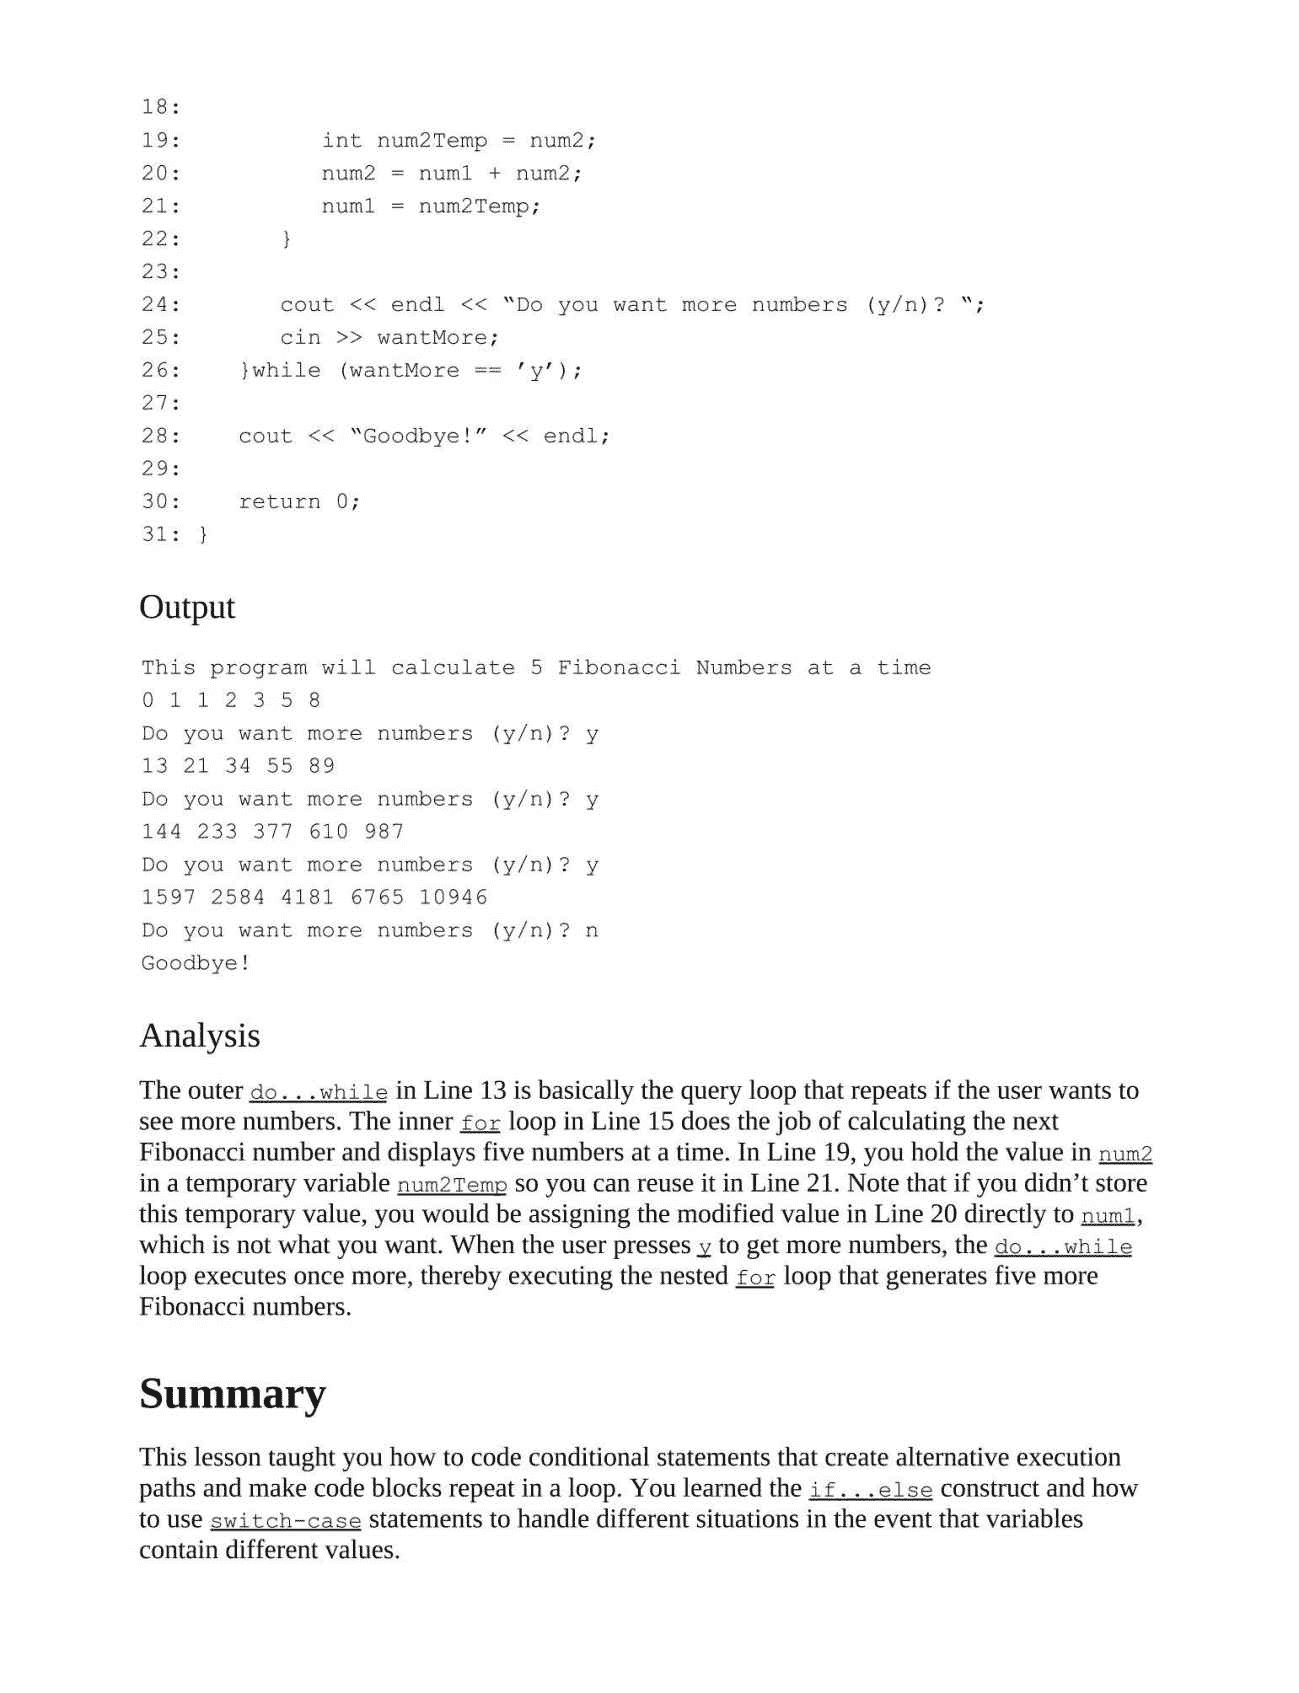 18:
19:          int num2Temp = num2;
20:          num2 = num1 + num2;
21:          num1 = num2Temp;
22:       }
23:
24:       cout << endl << “Do you want more numbers (y/n)? “;
25:       cin >> wantMore;
26:    }while (wantMore == ’y’);
27:
28:    cout << “Goodbye!” << endl;
29:
30:    return 0;
31: }
Output
This program will calculate 5 Fibonacci Numbers at a time
0 1 1 2 3 5 8
Do you want more numbers (y/n)? y
13 21 34 55 89
Do you want more numbers (y/n)? y
144 233 377 610 987
Do you want more numbers (y/n)? y
1597 2584 4181 6765 10946
Do you want more numbers (y/n)? n
Goodbye!
Analysis
The outer do...while in Line 13 is basically the query loop that repeats if the user wants to
see more numbers. The inner for loop in Line 15 does the job of calculating the next
Fibonacci number and displays five numbers at a time. In Line 19, you hold the value in num2
in a temporary variable num2Temp so you can reuse it in Line 21. Note that if you didn’t store
this temporary value, you would be assigning the modified value in Line 20 directly to num1,
which is not what you want. When the user presses y to get more numbers, the do...while
loop executes once more, thereby executing the nested for loop that generates five more
Fibonacci numbers.
Summary
This lesson taught you how to code conditional statements that create alternative execution
paths and make code blocks repeat in a loop. You learned the if...else construct and how
to use switch-case statements to handle different situations in the event that variables
contain different values.